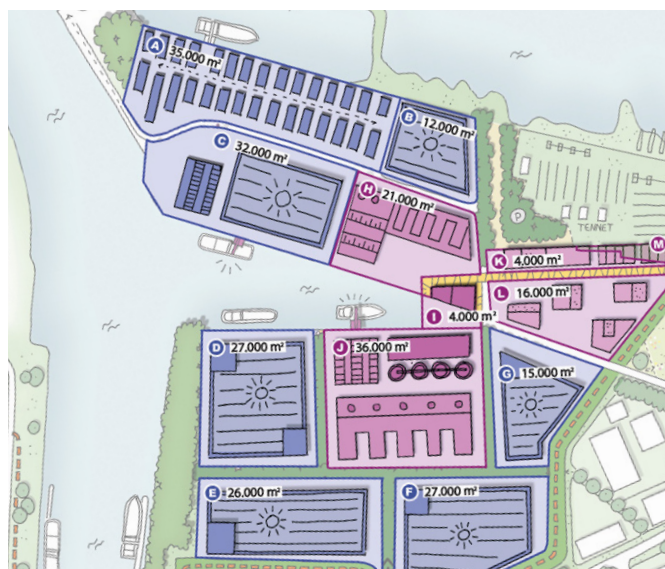 A 35.000 m²
B 12.000 m²
C 32.000 m²
H 21.000 m²
P
TENNET
K 4.000 m²
M
L 16.000 m²
I 4.000 m²
D 27.000 m²
J 36.000 m²
G 15.000 m²
E 26.000 m²
F 27.000 m²